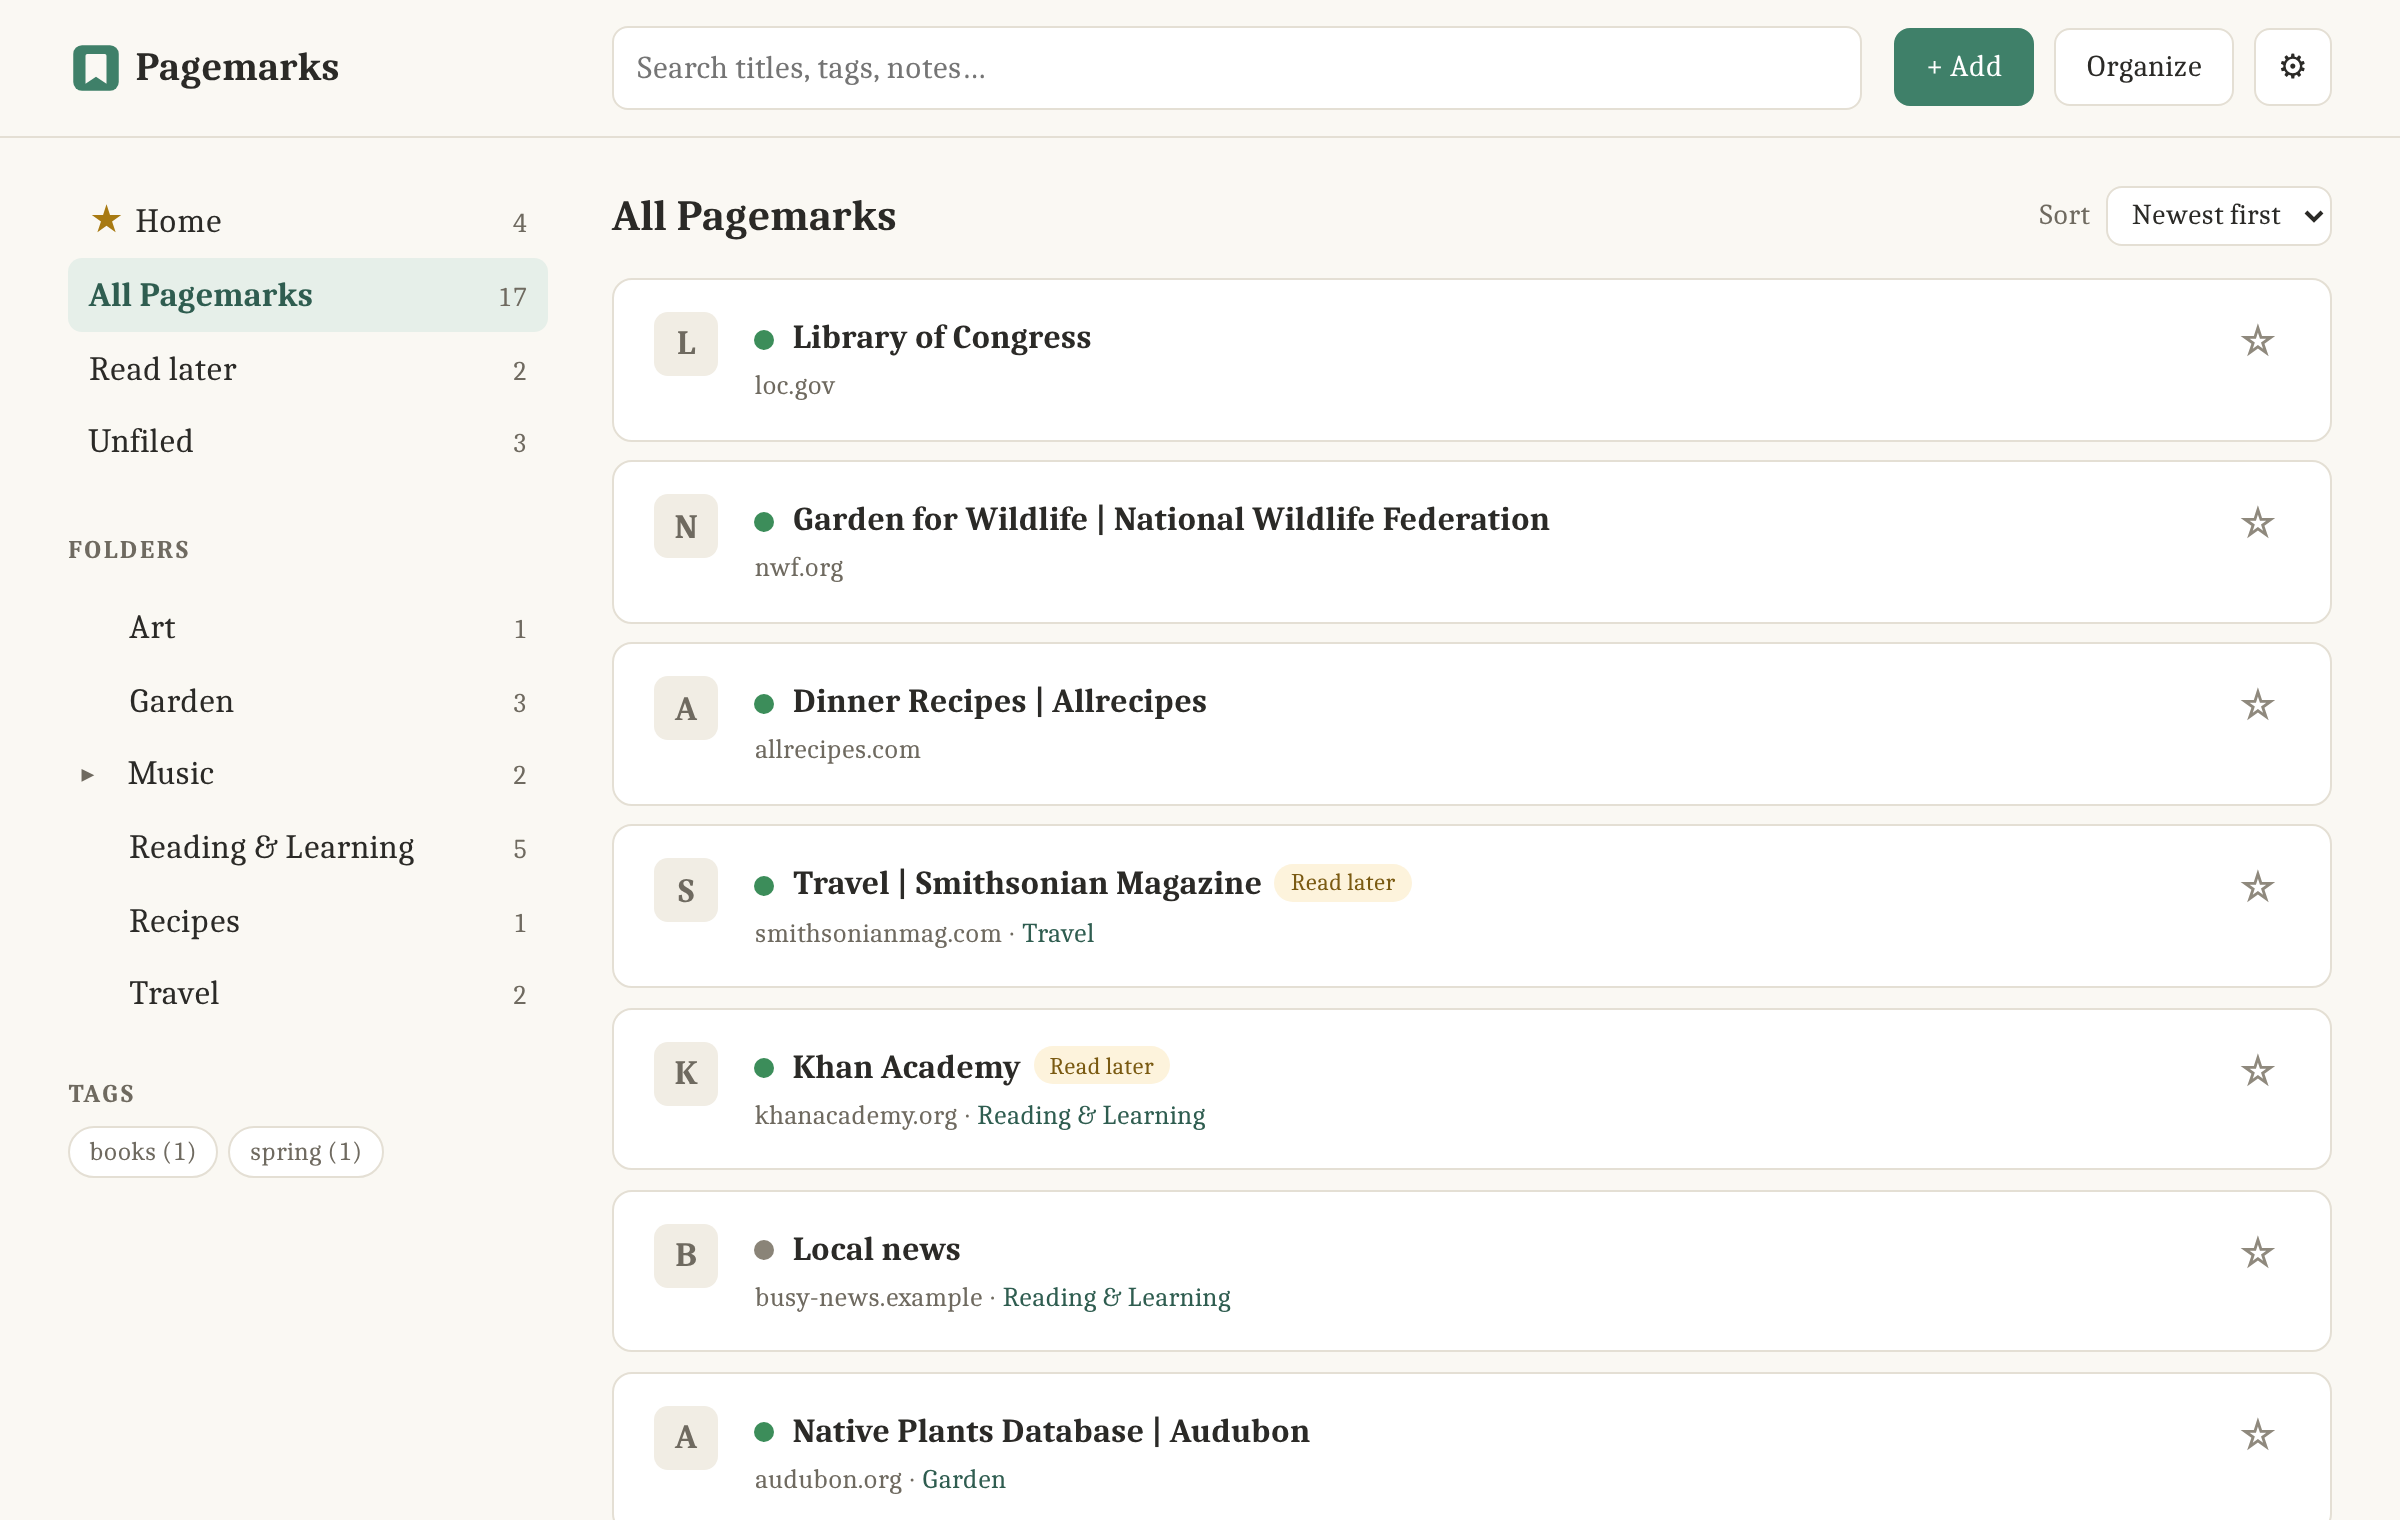 Pagemarks
Search titles, tags, notes…
+ Add
Organize
Home 4
All Pagemarks 17
Read later 2
Unfiled 3
FOLDERS
Art 1
Garden 3
Music 2
Reading & Learning 5
Recipes 1
Travel 2
TAGS
books (1) spring (1)
All Pagemarks
Sort Newest first
L Library of Congress
loc.gov
N Garden for Wildlife | National Wildlife Federation
nwf.org
A Dinner Recipes | Allrecipes
allrecipes.com
S Travel | Smithsonian Magazine Read later
smithsonianmag.com · Travel
K Khan Academy Read later
khanacademy.org · Reading & Learning
B Local news
busy-news.example · Reading & Learning
A Native Plants Database | Audubon
audubon.org · Garden